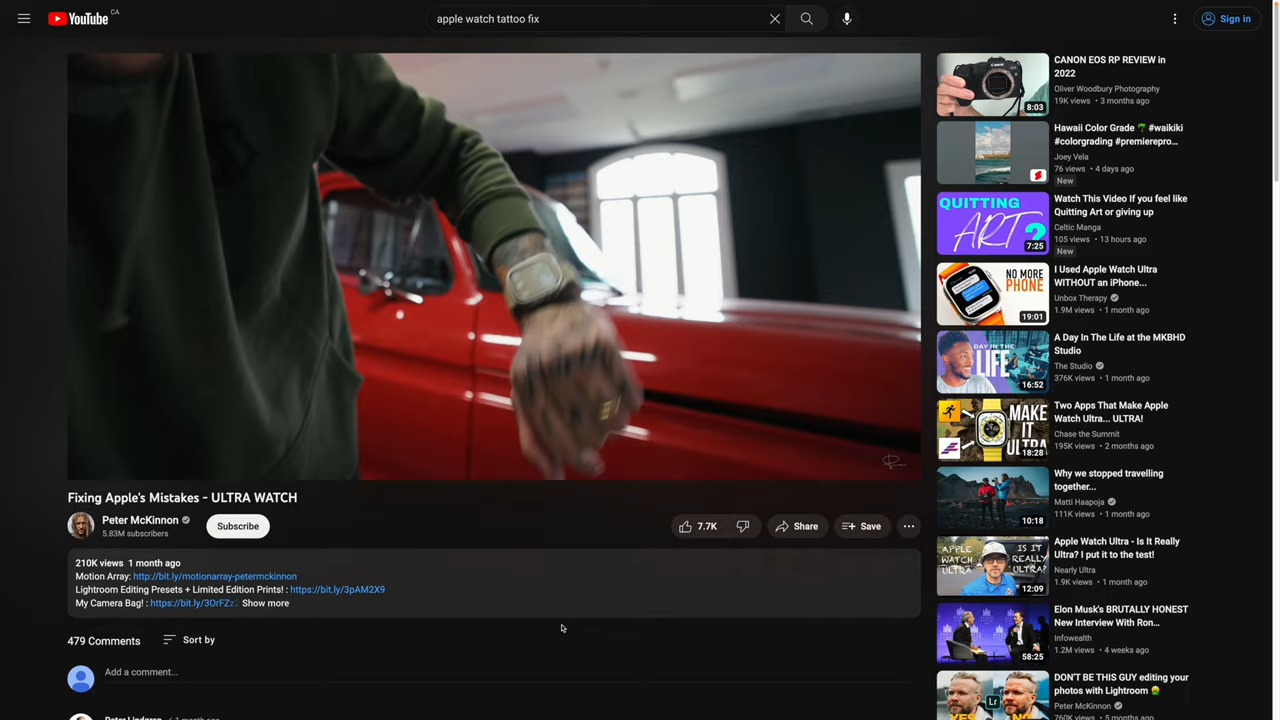 YouTube CA
apple watch tattoo fix
Sign in
Fixing Apple's Mistakes - ULTRA WATCH
Peter McKinnon
5.83M subscribers
Subscribe
7.7K
Share
Save
210K views 1 month ago
Motion Array: http://bit.ly/motionarray-petermckinnon
Lightroom Editing Presets + Limited Edition Prints! : https://bit.ly/3pAM2X9
My Camera Bag! : https://bit.ly/3OrFZz Show more
479 Comments
Sort by
Add a comment...
Peter Lindgren 1 month ago
8:03
CANON EOS RP REVIEW in
2022
Oliver Woodbury Photography
19K views • 3 months ago
Hawaii Color Grade 🌴 #waikiki
#colorgrading #premierepro...
Joey Vela
76 views • 4 days ago
New
QUITTING
ART?
7:25
Watch This Video If you feel like
Quitting Art or giving up
Celtic Manga
105 views • 13 hours ago
New
NO MORE
PHONE
19:01
I Used Apple Watch Ultra
WITHOUT an iPhone...
Unbox Therapy
1.9M views • 1 month ago
DAY IN THE
LIFE
16:52
A Day In The Life at the MKBHD
Studio
The Studio
376K views • 1 month ago
MAKE
IT
ULTRA
18:28
Two Apps That Make Apple
Watch Ultra... ULTRA!
Chase the Summit
195K views • 2 months ago
10:18
Why we stopped travelling
together...
Matti Haapoja
111K views • 1 month ago
APPLE
WATCH
ULTRA
IS IT
REALLY
ULTRA?
12:09
Apple Watch Ultra - Is It Really
Ultra? I put it to the test!
Nearly Ultra
1.9K views • 1 month ago
58:25
Elon Musk's BRUTALLY HONEST
New Interview With Ron...
Infowealth
1.2M views • 4 weeks ago
Lr
YES
NO
DON'T BE THIS GUY editing your
photos with Lightroom 🤮
Peter McKinnon
760K views • 5 months ago